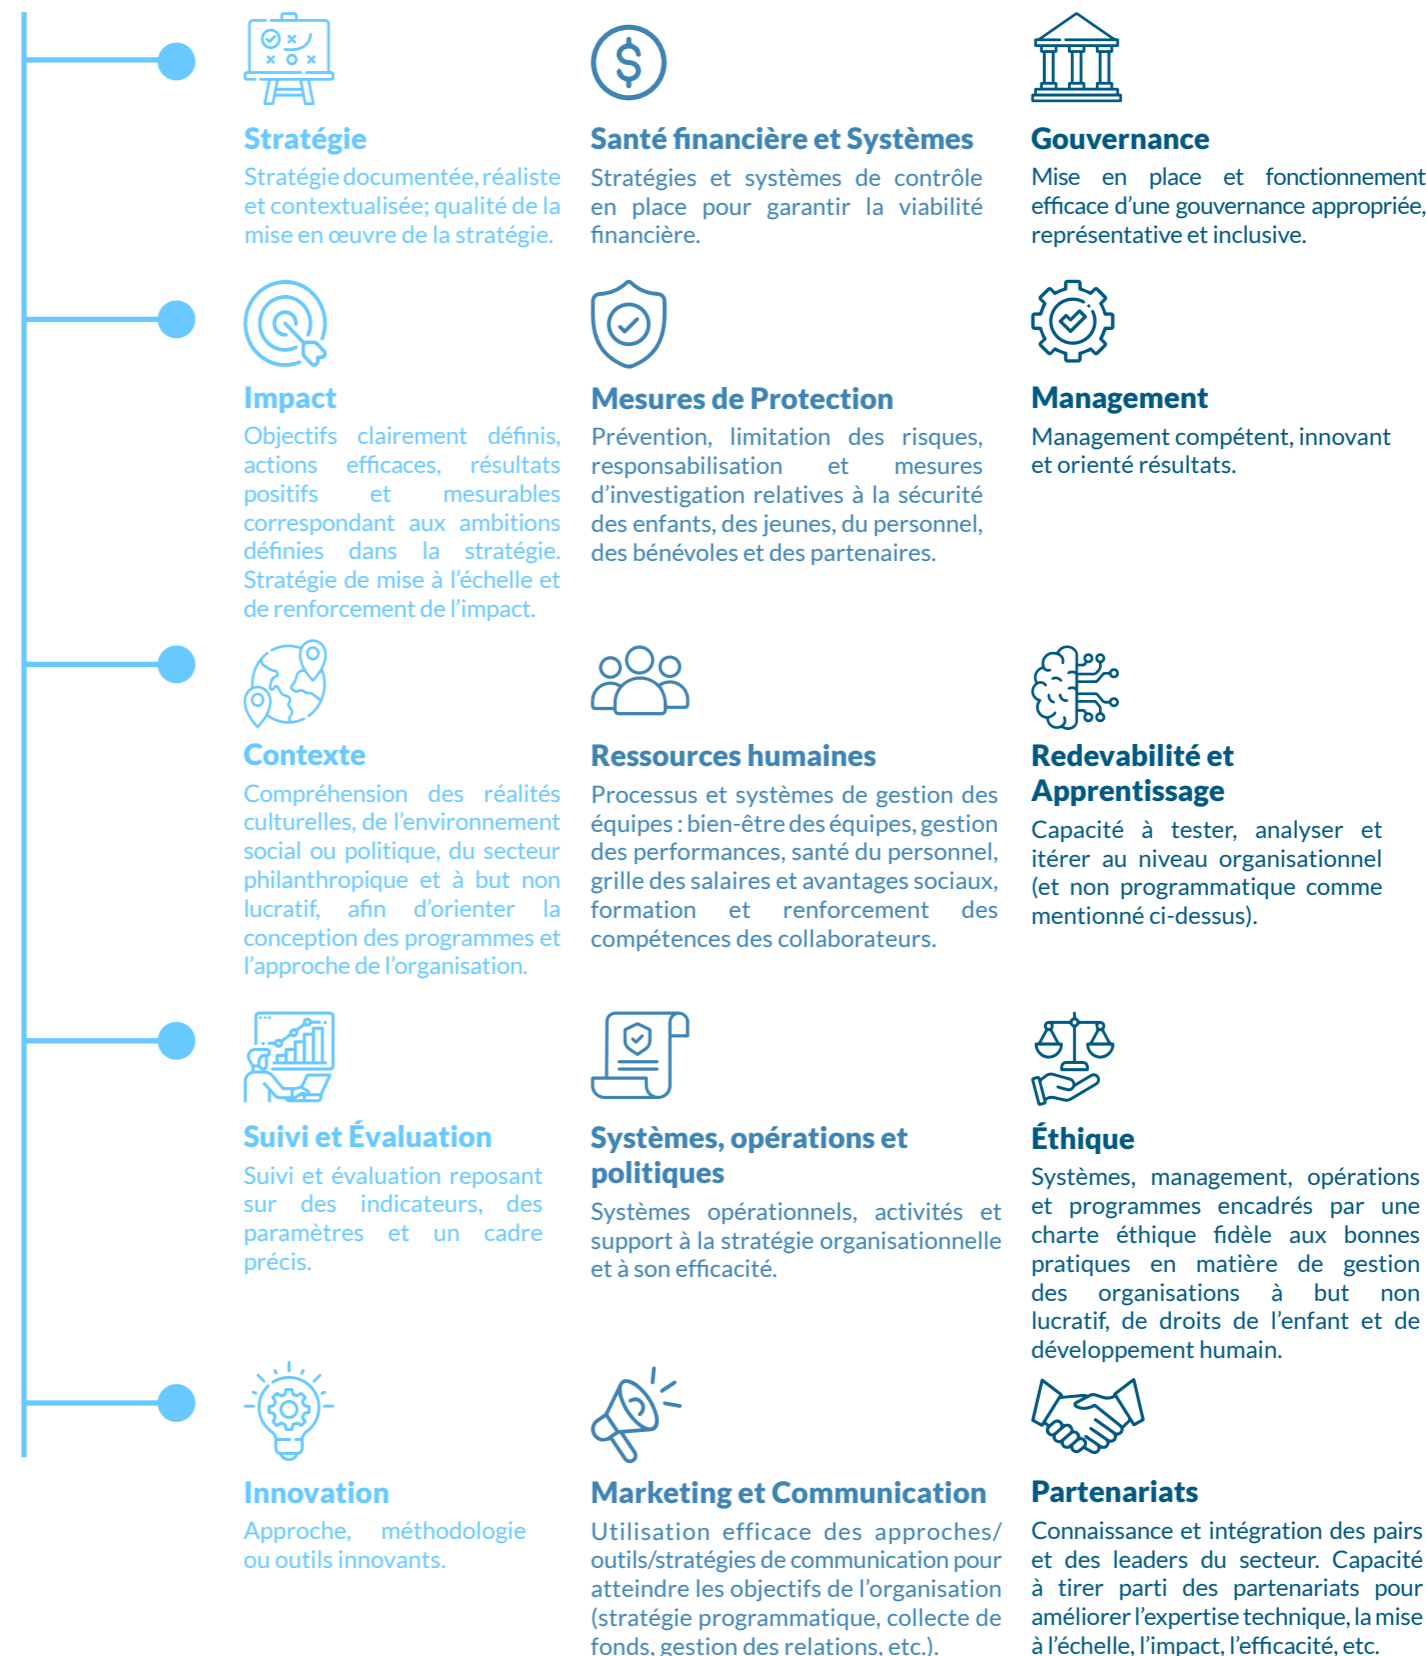 Stratégie
Stratégie documentée, réaliste
et contextualisée; qualité de la
mise en œuvre de la stratégie.
Santé financière et Systèmes
Stratégies et systèmes de contrôle
en place pour garantir la viabilité
financière.
Gouvernance
Mise en place et fonctionnement
efficace d’une gouvernance appropriée,
représentative et inclusive.
Impact
Objectifs clairement définis,
actions efficaces, résultats
positifs et mesurables
correspondant aux ambitions
définies dans la stratégie.
Stratégie de mise à l’échelle et
de renforcement de l’impact.
Mesures de Protection
Prévention, limitation des risques,
responsabilisation et mesures
d’investigation relatives à la sécurité
des enfants, des jeunes, du personnel,
des bénévoles et des partenaires.
Management
Management compétent, innovant
et orienté résultats.
Contexte
Compréhension des réalités
culturelles, de l’environnement
social ou politique, du secteur
philanthropique et à but non
lucratif, afin d’orienter la
conception des programmes et
l’approche de l’organisation.
Ressources humaines
Processus et systèmes de gestion des
équipes : bien-être des équipes, gestion
des performances, santé du personnel,
grille des salaires et avantages sociaux,
formation et renforcement des
compétences des collaborateurs.
Redevabilité et
Apprentissage
Capacité à tester, analyser et
itérer au niveau organisationnel
(et non programmatique comme
mentionné ci-dessus).
Suivi et Évaluation
Suivi et évaluation reposant
sur des indicateurs, des
paramètres et un cadre
précis.
Systèmes, opérations et
politiques
Systèmes opérationnels, activités et
support à la stratégie organisationnelle
et à son efficacité.
Éthique
Systèmes, management, opérations
et programmes encadrés par une
charte éthique fidèle aux bonnes
pratiques en matière de gestion
des organisations à but non
lucratif, de droits de l’enfant et de
développement humain.
Innovation
Approche, méthodologie
ou outils innovants.
Marketing et Communication
Utilisation efficace des approches/
outils/stratégies de communication pour
atteindre les objectifs de l’organisation
(stratégie programmatique, collecte de
fonds, gestion des relations, etc.).
Partenariats
Connaissance et intégration des pairs
et des leaders du secteur. Capacité
à tirer parti des partenariats pour
améliorer l’expertise technique, la mise
à l’échelle, l’impact, l’efficacité, etc.